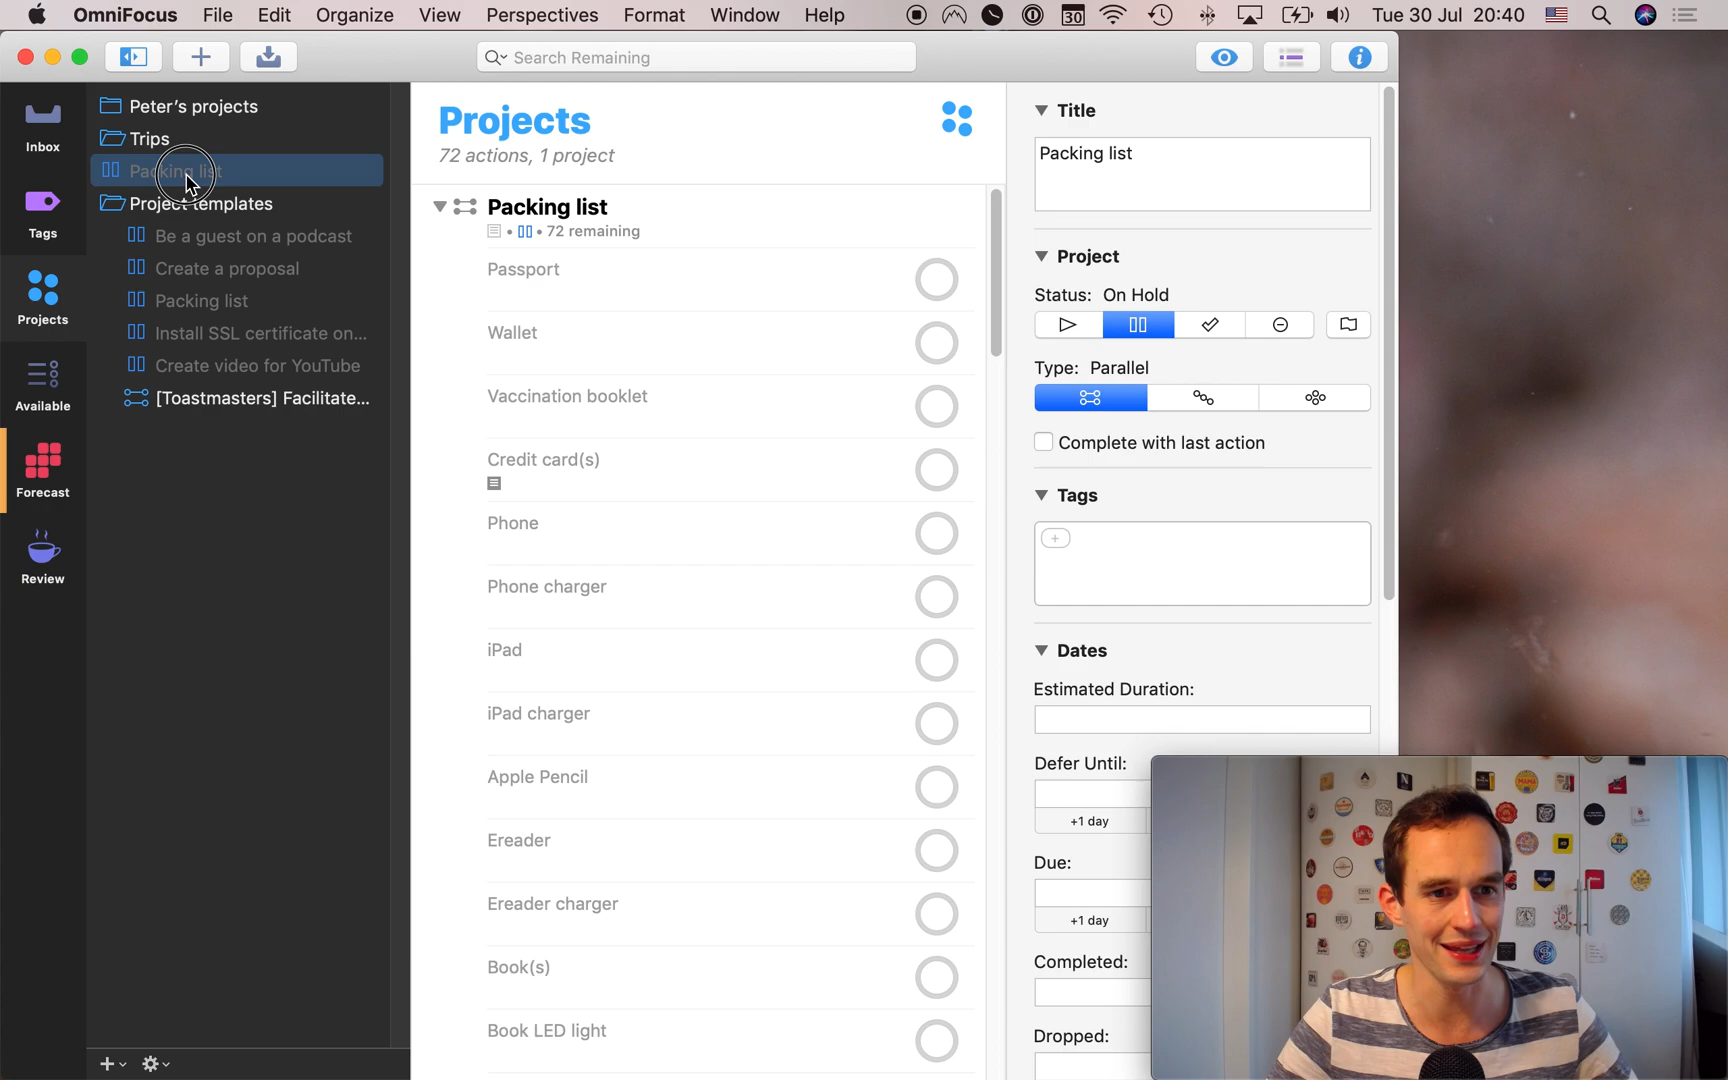 OmniFocus File Edit Organize View Perspectives Format Window Help 30 Tue 30 Jul 20:40
Search Remaining
Inbox
Tags
Projects
Available
Forecast
Review
Peter's projects
Trips
Packing list
Project templates
Be a guest on a podcast
Create a proposal
Packing list
Install SSL certificate on...
Create video for YouTube
[Toastmasters] Facilitate...
Projects
72 actions, 1 project
Packing list
• • 72 remaining
Passport
Wallet
Vaccination booklet
Credit card(s)
Phone
Phone charger
iPad
iPad charger
Apple Pencil
Ereader
Ereader charger
Book(s)
Book LED light
Title
Packing list
Project
Status: On Hold
Type: Parallel
Complete with last action
Tags
Dates
Estimated Duration:
Defer Until:
+1 day
Due:
+1 day
Completed:
Dropped: